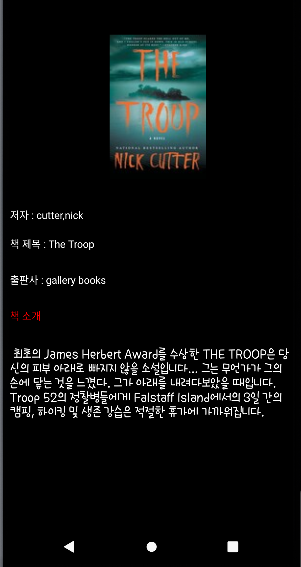 THE
TROOP
A NOVEL
NATIONAL BESTSELLING AUTHOR
NICK CUTTER
저자 : cutter,nick
책 제목 : The Troop
출판사 : gallery books
책 소개
최초의 James Herbert Award를 수상한 THE TROOP은 당
신의 피부 아래로 빠지지 않을 소설입니다... 그는 무언가가 그의
손에 닿는 것을 느꼈다. 그가 아래를 내려다보았을 때입니다.
Troop 52의 정찰병들에게 Falstaff Island에서의 3일 간의
캠핑, 하이킹 및 생존 강습은 적절한 휴가에 가까워집니다.